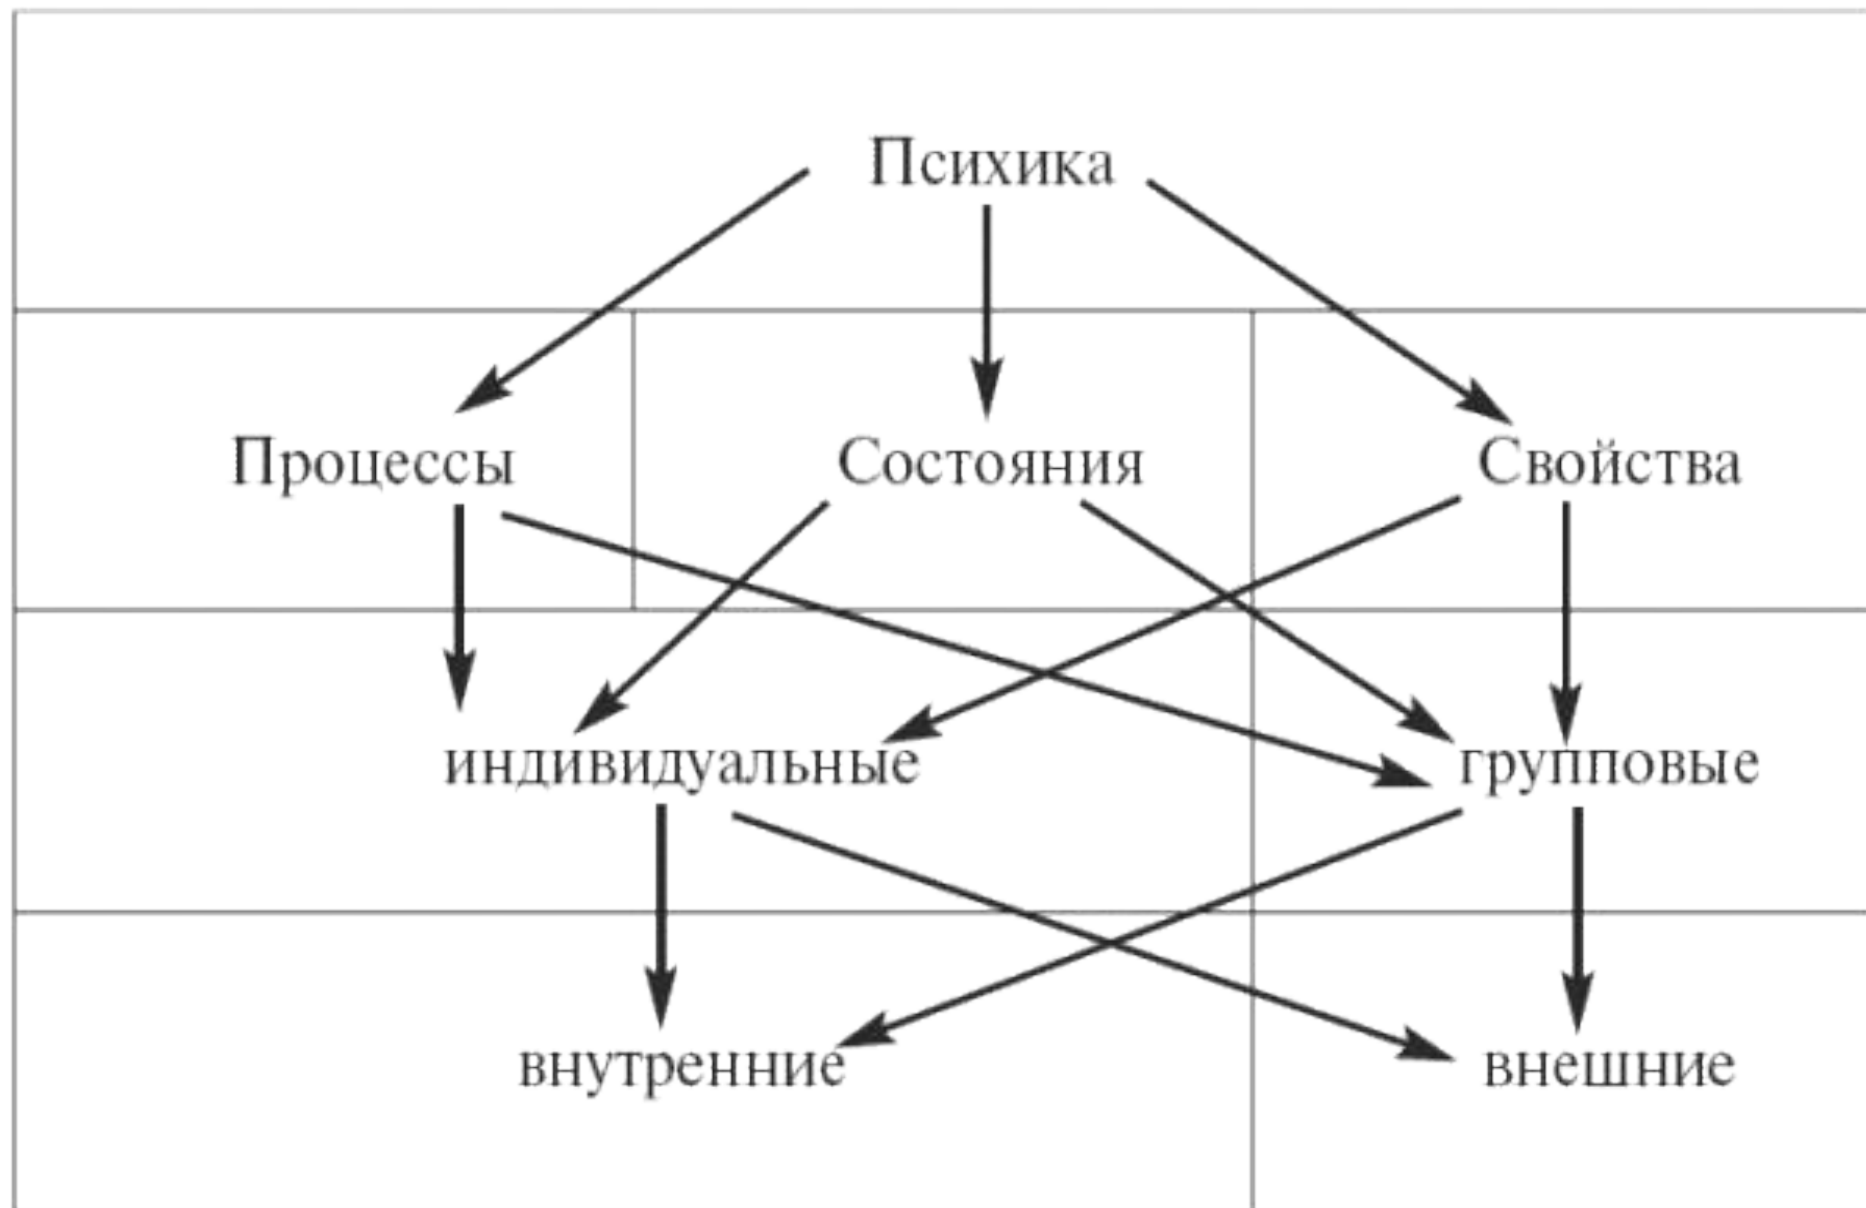 Психика
Процессы Состояния Свойства
индивидуальные групповые
внутренние внешние